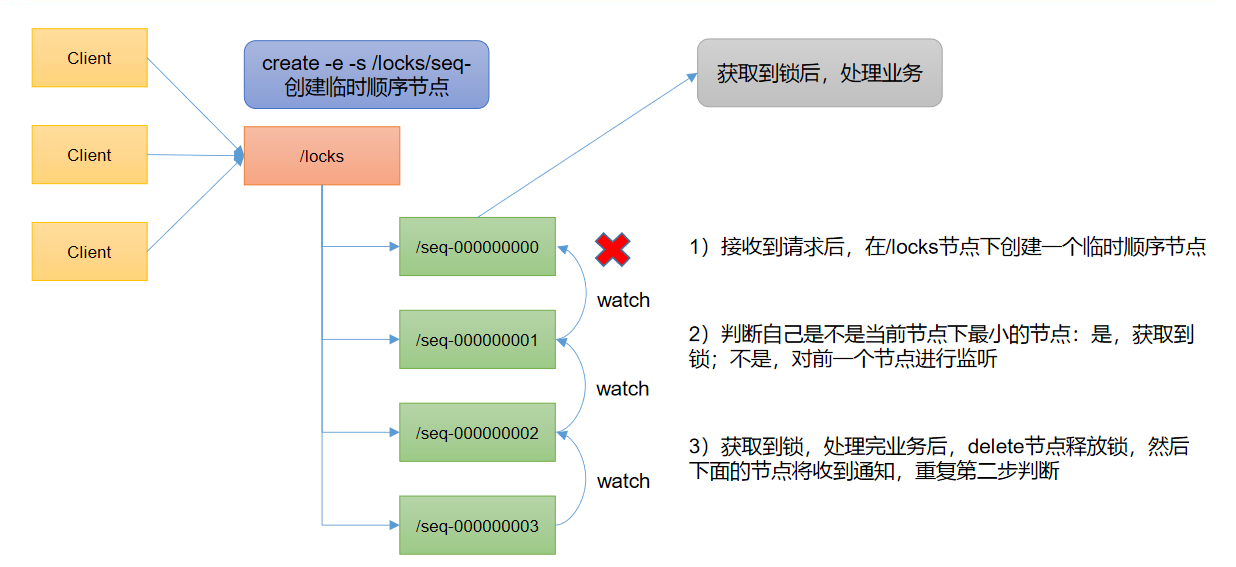 Client
Client
Client
create -e -s /locks/seq-
创建临时顺序节点
/locks
获取到锁后，处理业务
/seq-000000000
/seq-000000001
/seq-000000002
/seq-000000003
watch
watch
watch
1）接收到请求后，在/locks节点下创建一个临时顺序节点
2）判断自己是不是当前节点下最小的节点：是，获取到
锁；不是，对前一个节点进行监听
3）获取到锁，处理完业务后，delete节点释放锁，然后
下面的节点将收到通知，重复第二步判断